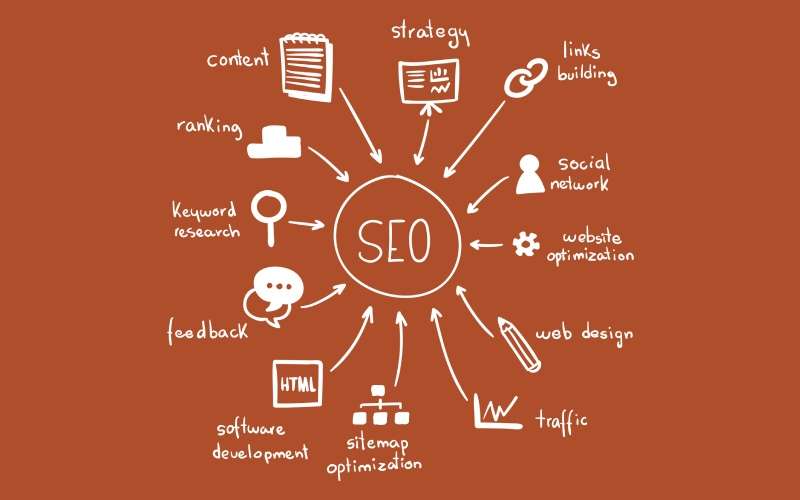 strategy
content
links
building
ranking
social
network
Keyword
research
SEO
website
optimization
feedback
web design
HTML
traffic
software
development
sitemap
optimization